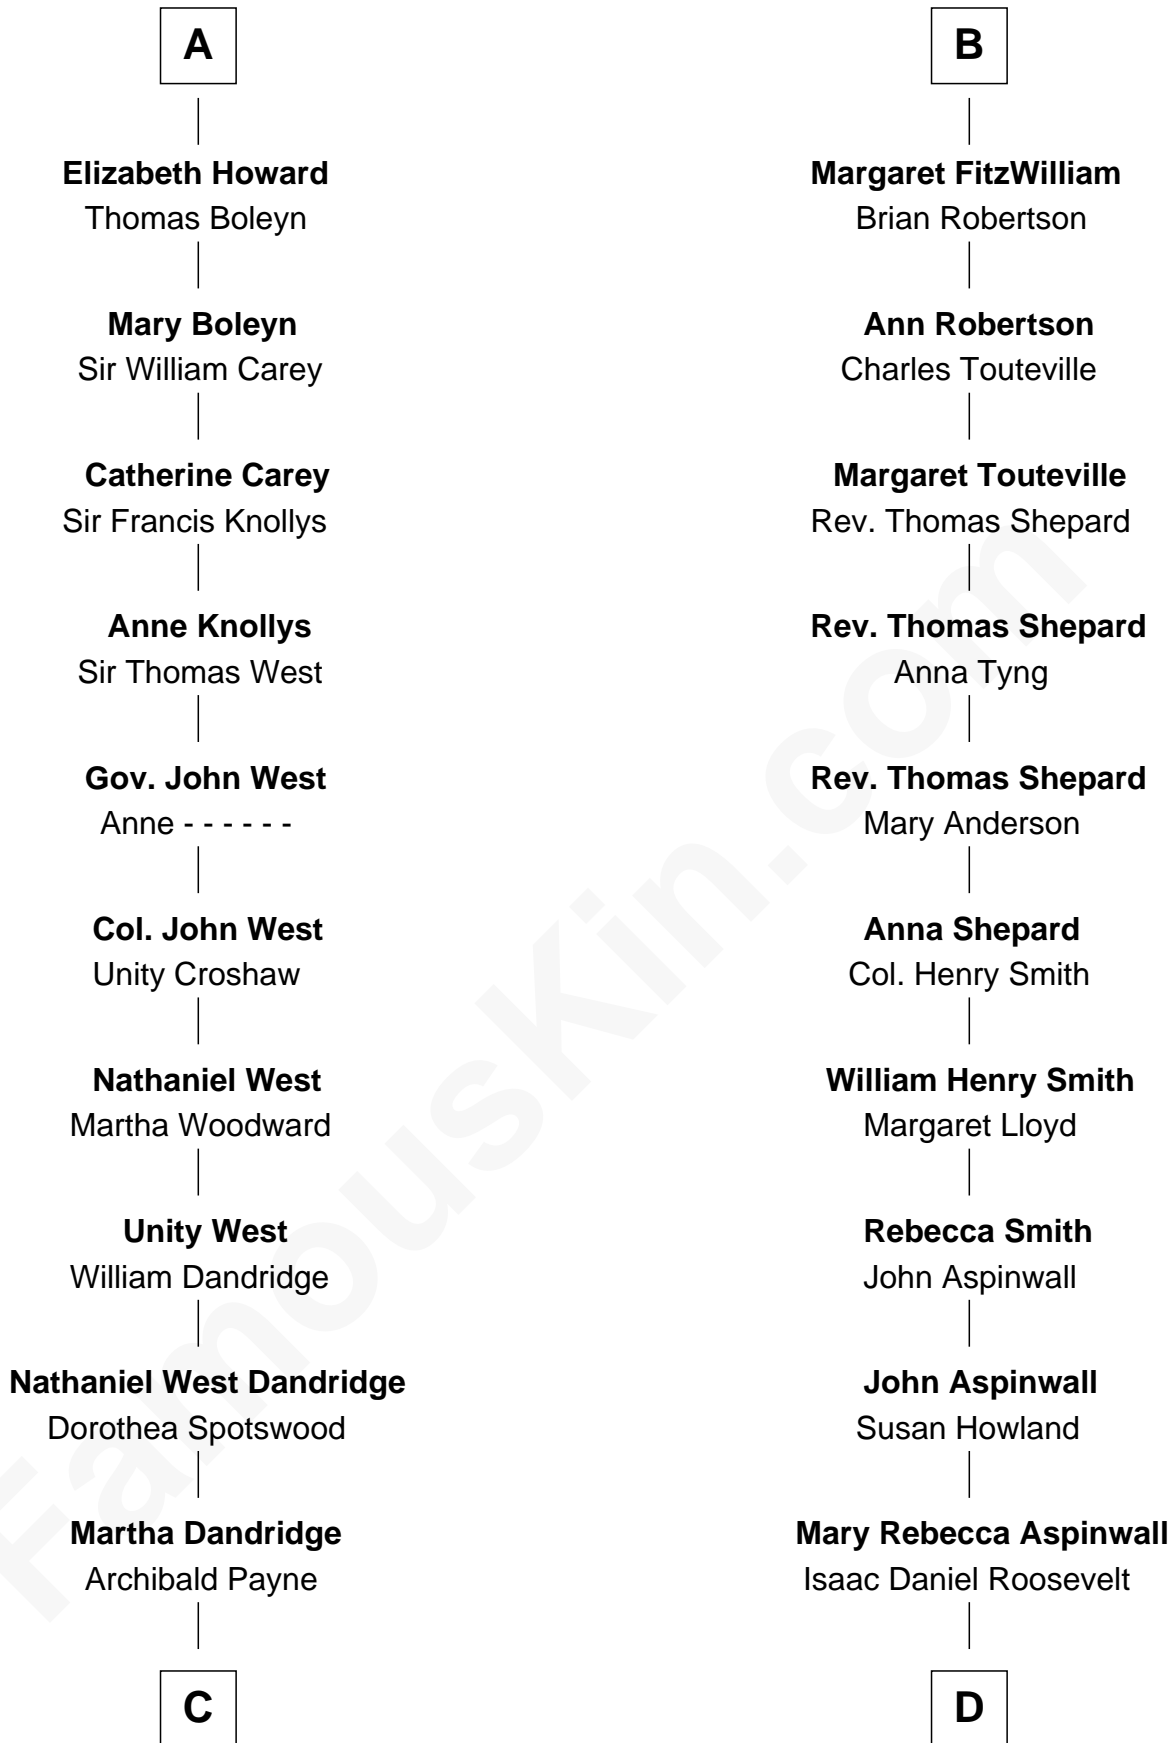 A
Elizabeth Howard
Thomas Boleyn
Mary Boleyn
Sir William Carey
Catherine Carey
Sir Francis Knollys
Anne Knollys
Sir Thomas West
Gov. John West
Anne - - - - - -
Col. John West
Unity Croshaw
Nathaniel West
Martha Woodward
Unity West
William Dandridge
Nathaniel West Dandridge
Dorothea Spotswood
Martha Dandridge
Archibald Payne
C
B
Margaret FitzWilliam
Brian Robertson
Ann Robertson
Charles Touteville
Margaret Touteville
Rev. Thomas Shepard
Rev. Thomas Shepard
Anna Tyng
Rev. Thomas Shepard
Mary Anderson
Anna Shepard
Col. Henry Smith
William Henry Smith
Margaret Lloyd
Rebecca Smith
John Aspinwall
John Aspinwall
Susan Howland
Mary Rebecca Aspinwall
Isaac Daniel Roosevelt
D
FamousKin.com